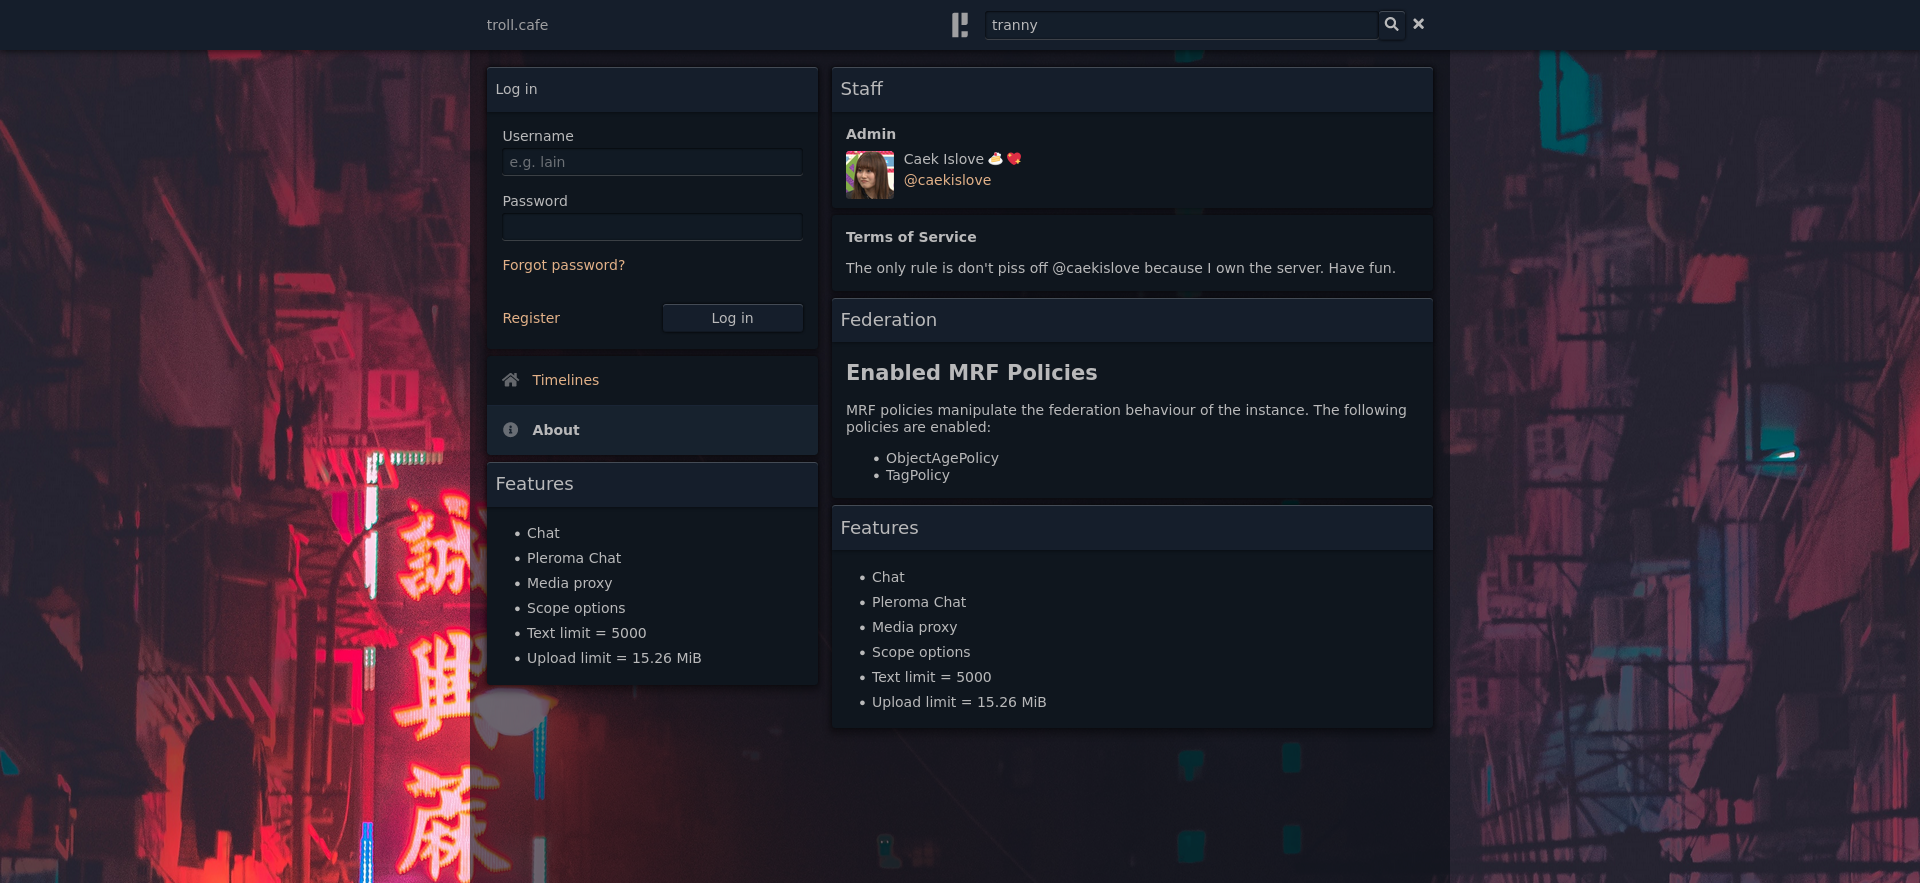 troll.cafe
tranny
Log in
Username
e.g. lain
Password
Forgot password?
Register
Log in
Timelines
About
Features
Chat
Pleroma Chat
Media proxy
Scope options
Text limit = 5000
Upload limit = 15.26 MiB
Staff
Admin
Caek Islove 🍰 💖
@caekislove
Terms of Service
The only rule is don't piss off @caekislove because I own the server. Have fun.
Federation
Enabled MRF Policies
MRF policies manipulate the federation behaviour of the instance. The following
policies are enabled:
ObjectAgePolicy
TagPolicy
Features
Chat
Pleroma Chat
Media proxy
Scope options
Text limit = 5000
Upload limit = 15.26 MiB
誠
興
麻